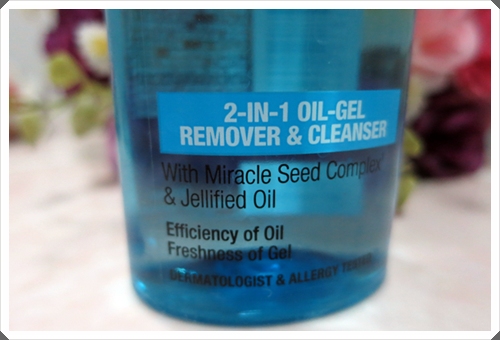 2-IN-1 OIL-GEL
REMOVER & CLEANSER
With Miracle Seed Complex
& Jellified Oil
Efficiency of Oil
Freshness of Gel
DERMATOLOGIST & ALLERGY TESTED